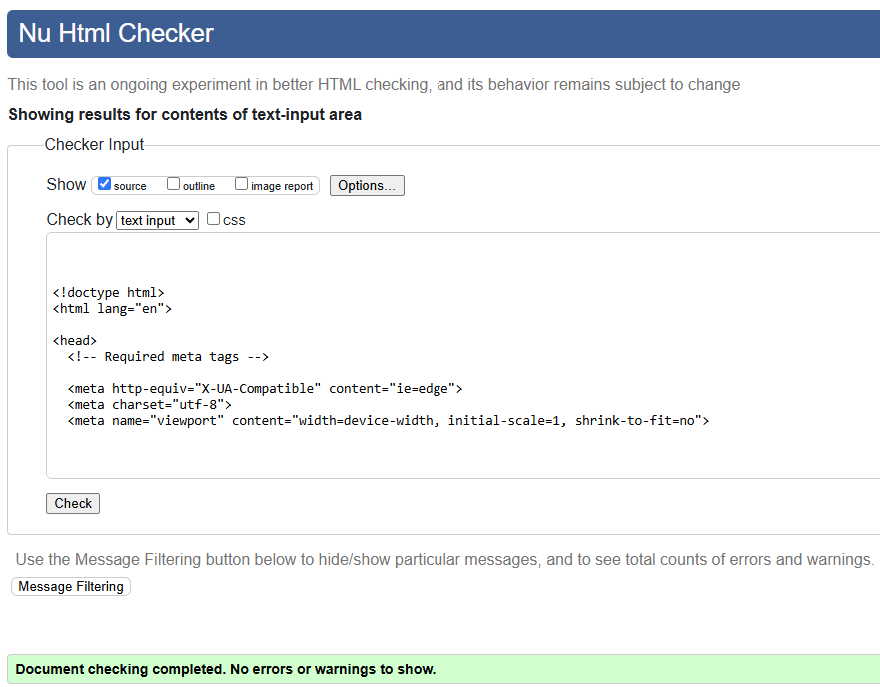 Nu Html Checker
This tool is an ongoing experiment in better HTML checking, and its behavior remains subject to change
Showing results for contents of text-input area
Checker Input
Show source outline image report Options...
Check by text input css
<!doctype html>
<html lang="en">
<head>
<!-- Required meta tags -->
<meta http-equiv="X-UA-Compatible" content="ie=edge">
<meta charset="utf-8">
<meta name="viewport" content="width=device-width, initial-scale=1, shrink-to-fit=no">
Check
Use the Message Filtering button below to hide/show particular messages, and to see total counts of errors and warnings.
Message Filtering
Document checking completed. No errors or warnings to show.